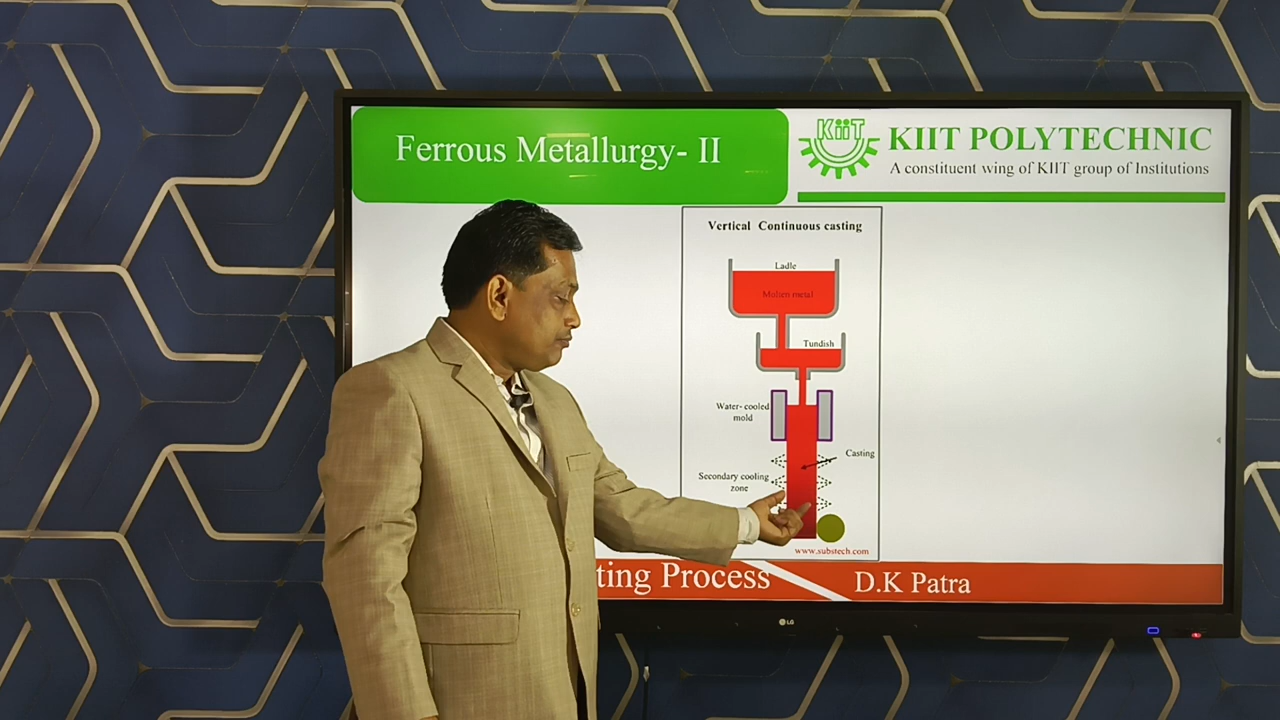 Ferrous Metallurgy- II
KiiT
KIIT POLYTECHNIC
A constituent wing of KIIT group of Institutions
Vertical Continuous casting
Ladle
Molten metal
Tundish
Water- cooled
mold
Casting
Secondary cooling
zone
www.substech.com
ting Process
D.K Patra
LG